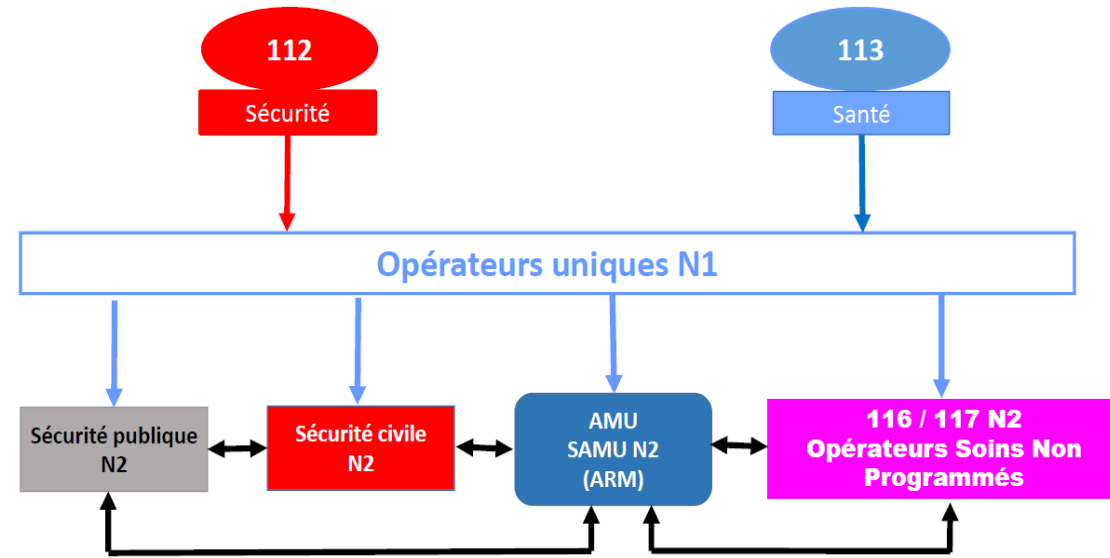 112
113
Sécurité
Santé
Opérateurs uniques N1
Sécurité publique
N2
Sécurité civile
N2
AMU
SAMU N2
(ARM)
116 / 117 N2
Opérateurs Soins Non
Programmés